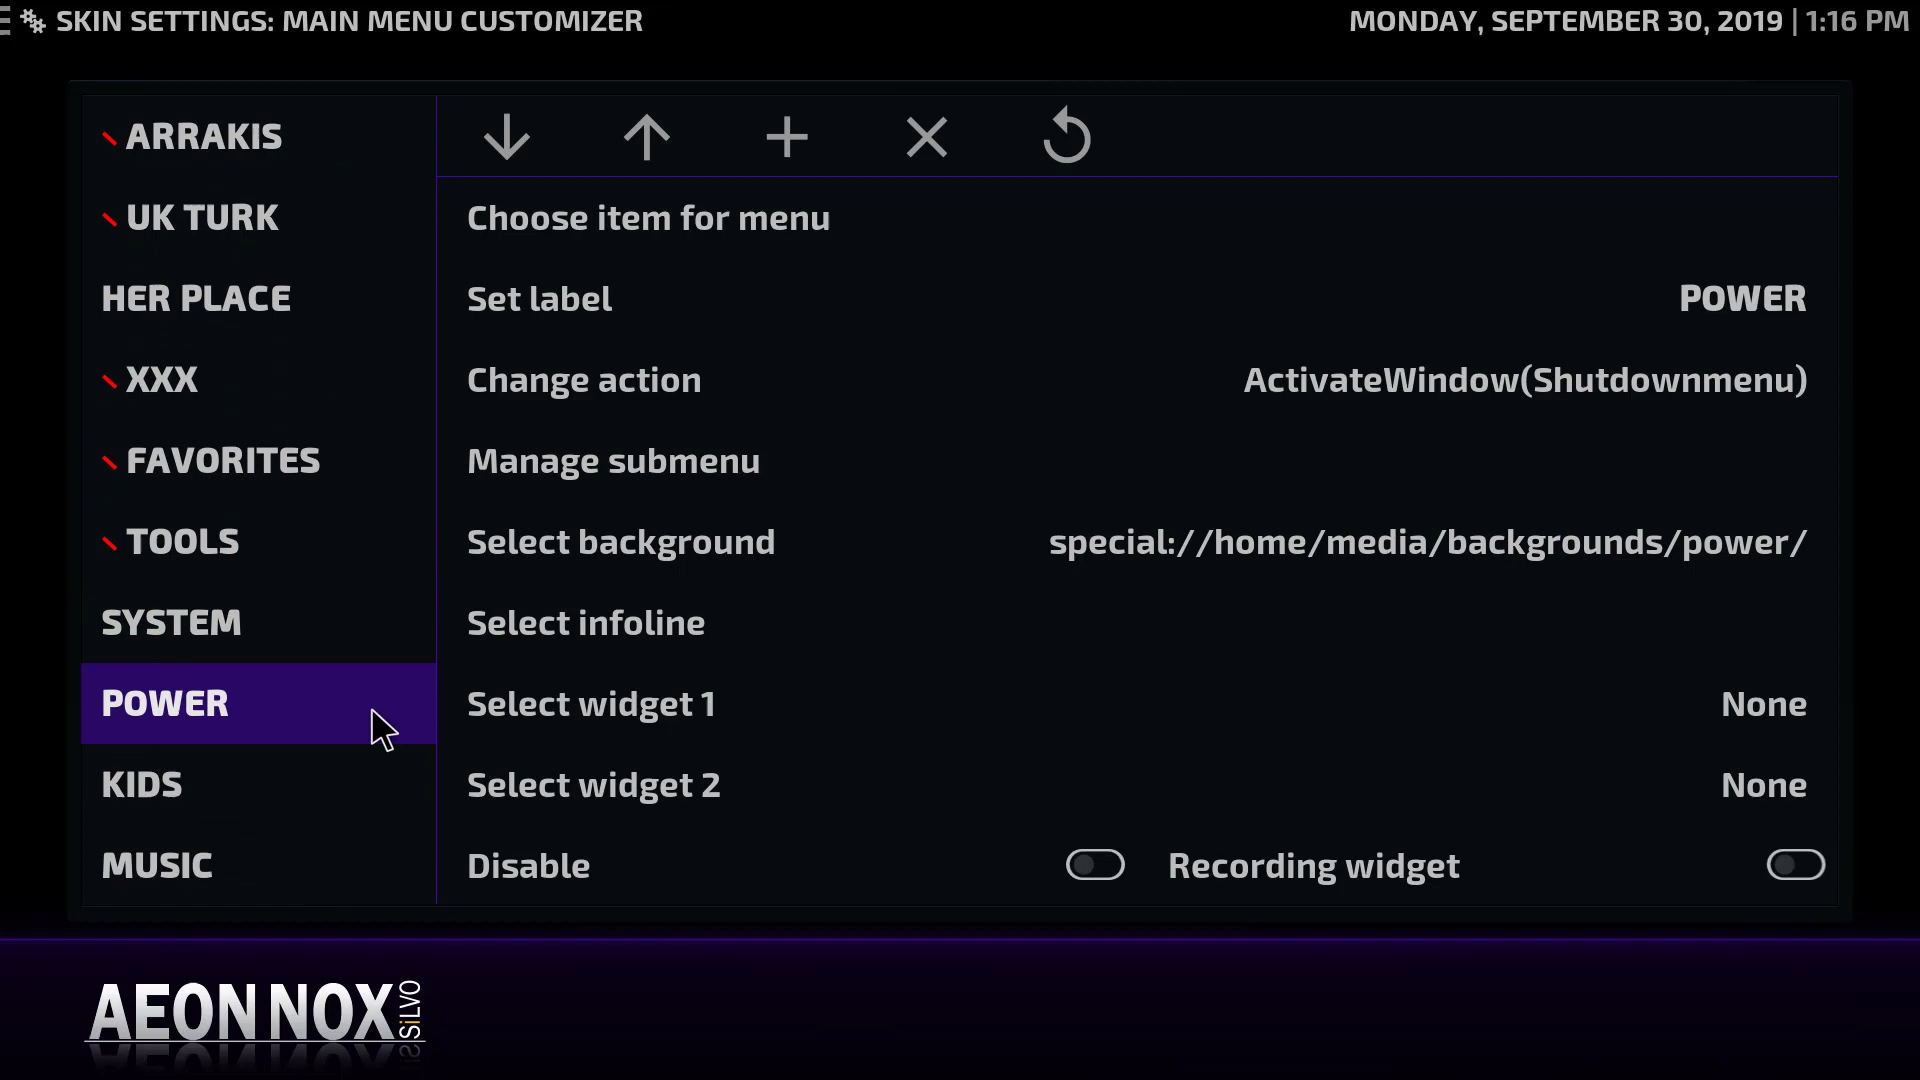 SKIN SETTINGS: MAIN MENU CUSTOMIZER
MONDAY, SEPTEMBER 30, 2019 | 1:16 PM
ARRAKIS
UK TURK
HER PLACE
XXX
FAVORITES
TOOLS
SYSTEM
POWER
KIDS
MUSIC
Choose item for menu
Set label POWER
Change action ActivateWindow(Shutdownmenu)
Manage submenu
Select background special://home/media/backgrounds/power/
Select infoline
Select widget 1 None
Select widget 2 None
Disable Recording widget
AEON NOX SiLVO